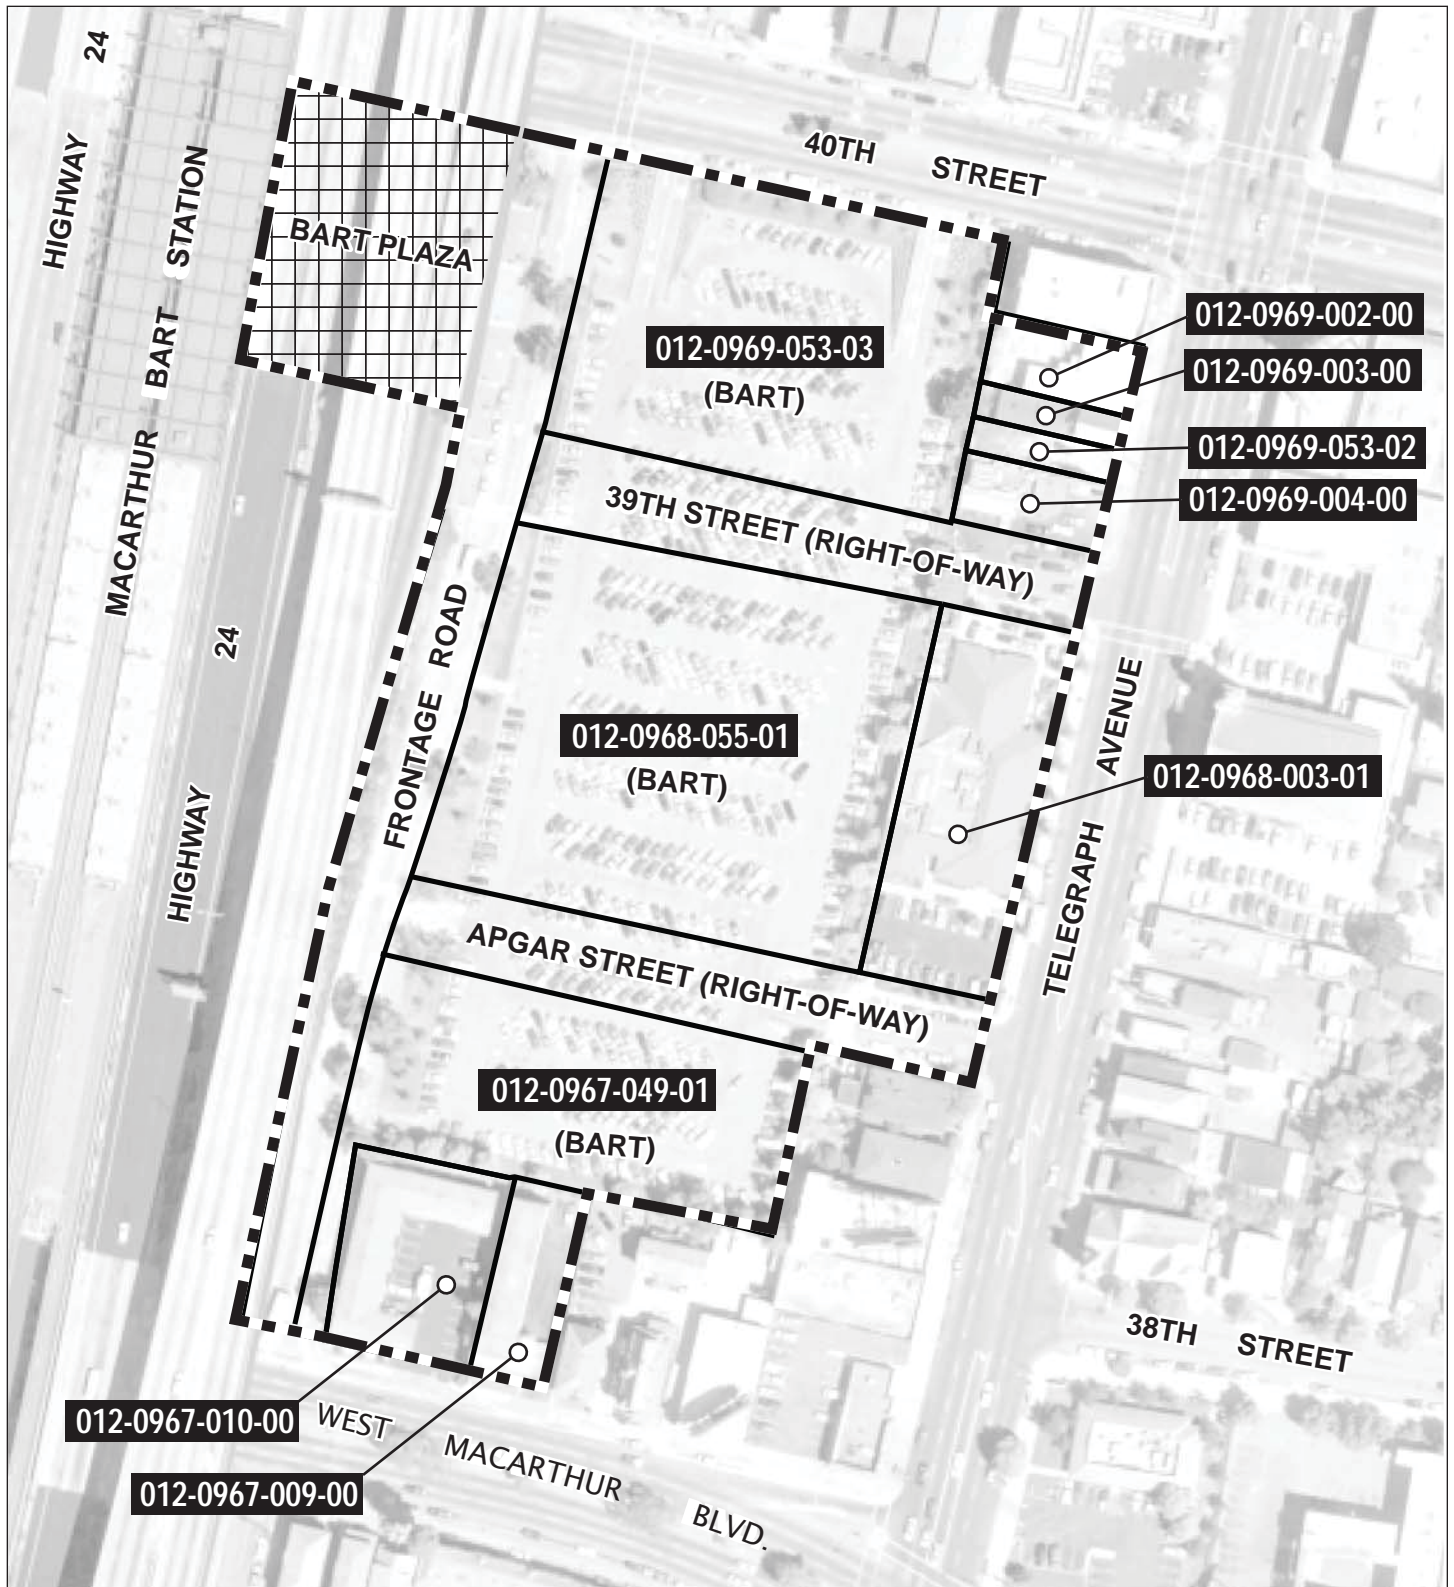 24
HIGHWAY
MACARTHUR BART STATION
BART PLAZA
40TH STREET
012-0969-053-03
(BART)
012-0969-002-00
012-0969-003-00
012-0969-053-02
012-0969-004-00
39TH STREET (RIGHT-OF-WAY)
FRONTAGE ROAD
24
HIGHWAY
012-0968-055-01
(BART)
TELEGRAPH AVENUE
012-0968-003-01
APGAR STREET (RIGHT-OF-WAY)
012-0967-049-01
(BART)
38TH STREET
012-0967-010-00
WEST MACARTHUR BLVD.
012-0967-009-00